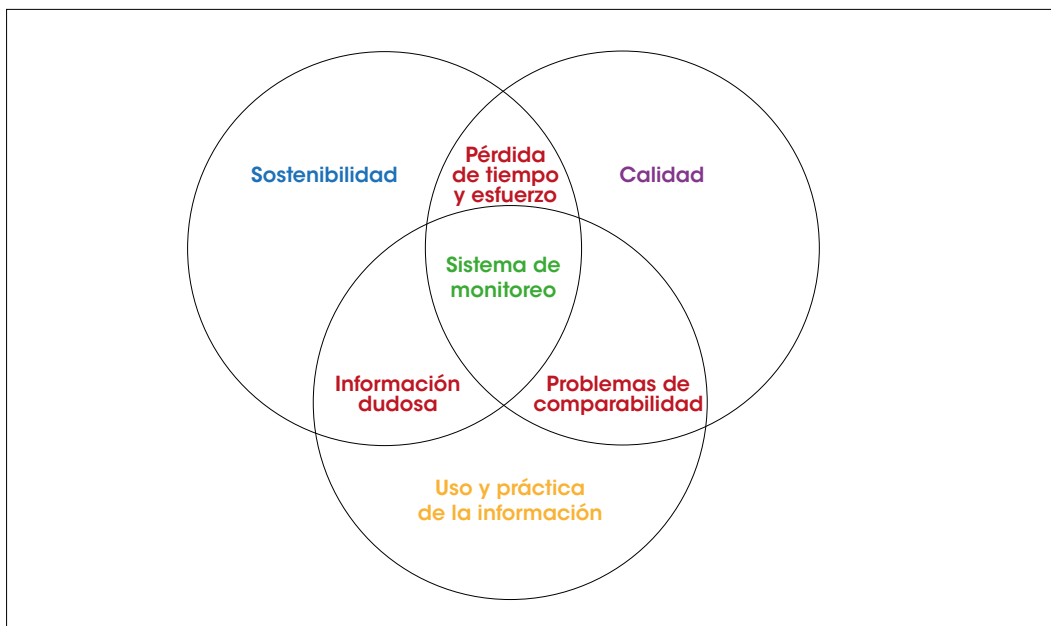 Pérdida
de tiempo
y esfuerzo
Sostenibilidad
Calidad
Sistema de
monitoreo
Información
dudosa
Problemas de
comparabilidad
Uso y práctica
de la información